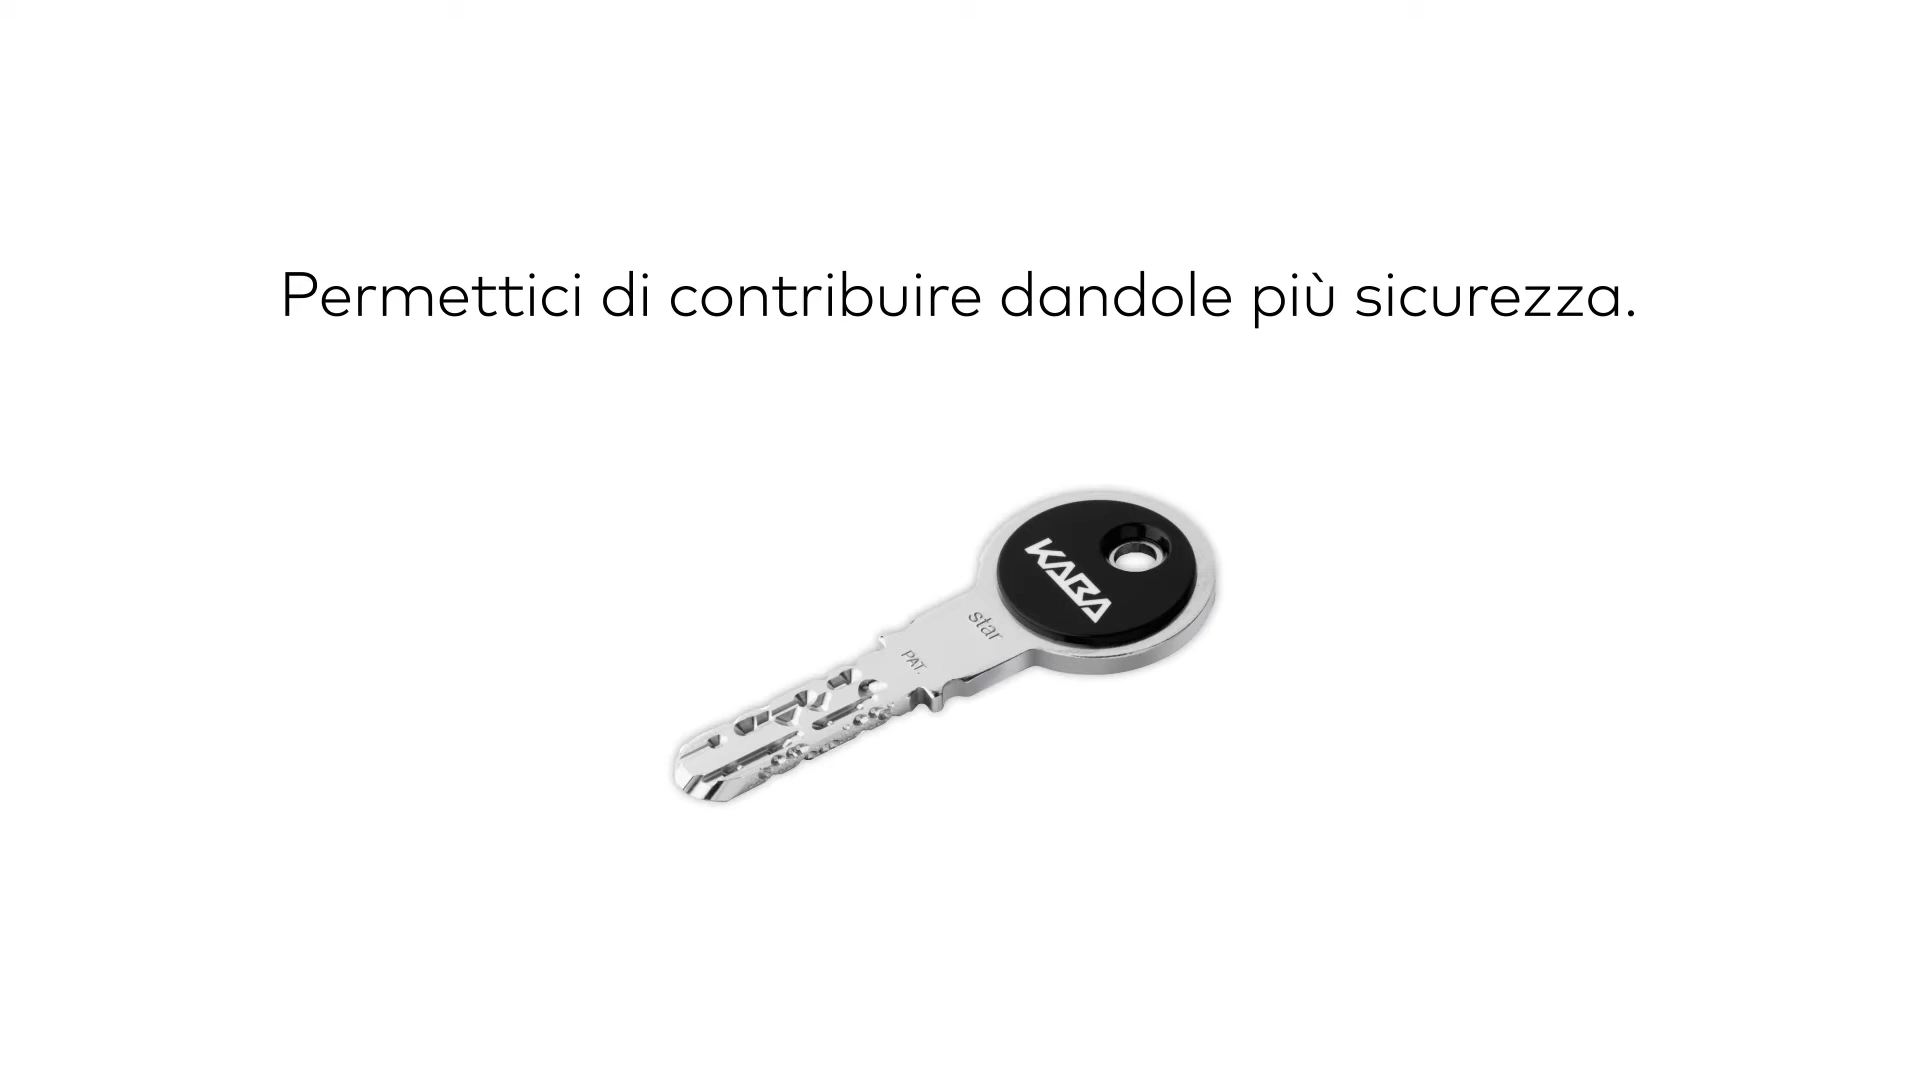 Permettici di contribuire dandole più sicurezza.
KABA
star
PAT.